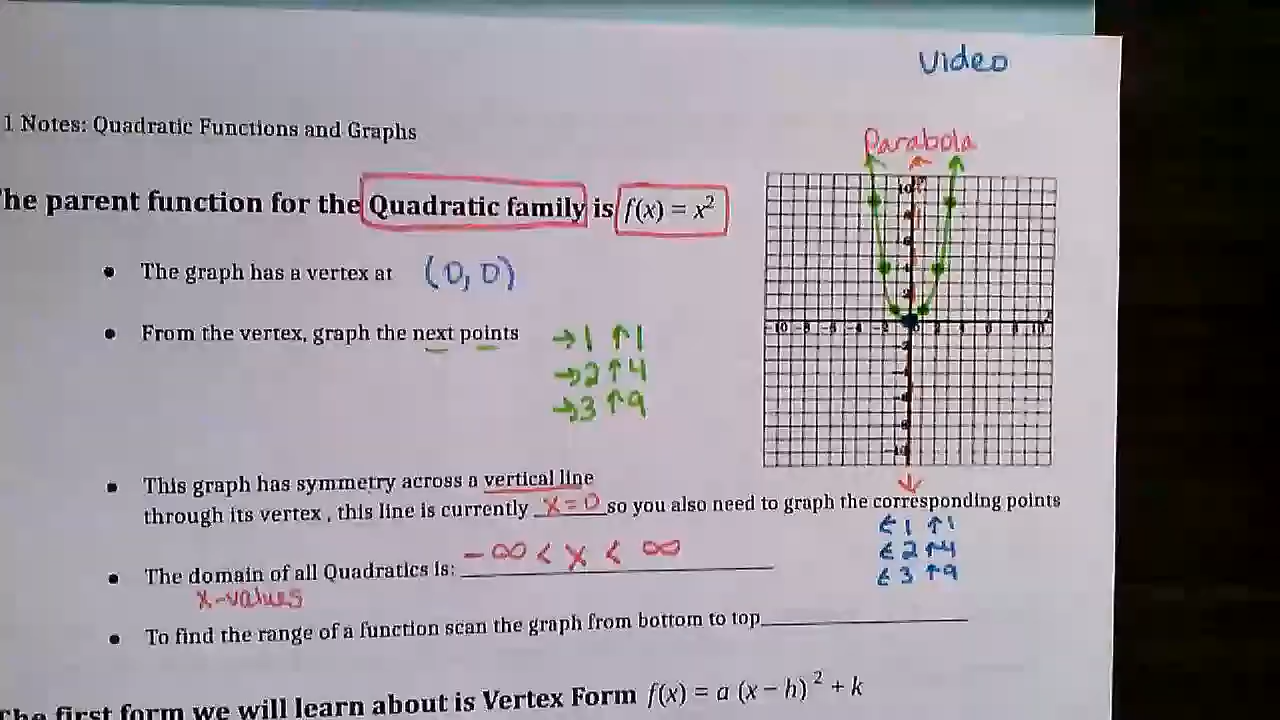 Video
1 Notes: Quadratic Functions and Graphs
Parabola
The parent function for the Quadratic family is f(x) = x²
• The graph has a vertex at (0, 0)
• From the vertex, graph the next points →1 ↑1
→2 ↑4
→3 ↑9
• This graph has symmetry across a vertical line
through its vertex , this line is currently x=0 so you also need to graph the corresponding points
← 1 ↑1
← 2 ↑4
← 3 ↑9
• The domain of all Quadratics is: -∞ < x < ∞
x-values
• To find the range of a function scan the graph from bottom to top
The first form we will learn about is Vertex Form f(x) = a (x – h)² + k